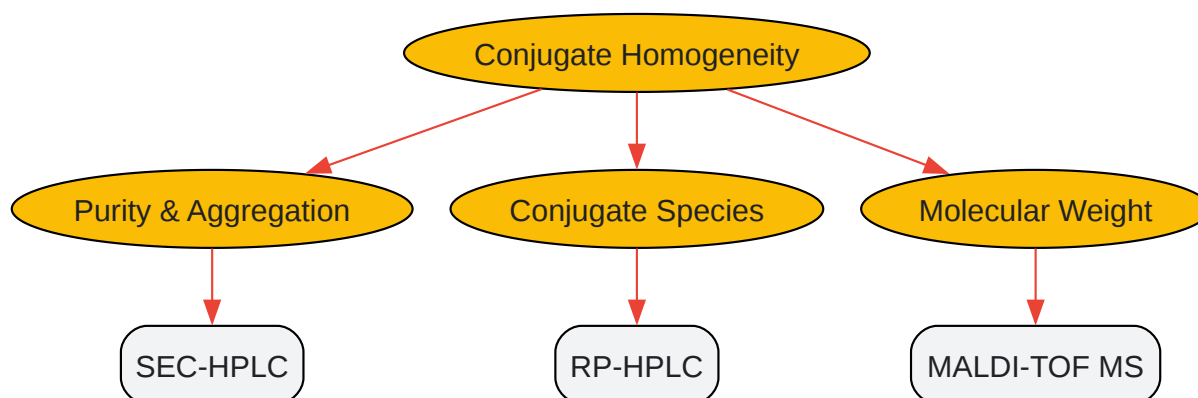 Conjugate Homogeneity
Purity & Aggregation
Conjugate Species
Molecular Weight
SEC-HPLC
RP-HPLC
MALDI-TOF MS